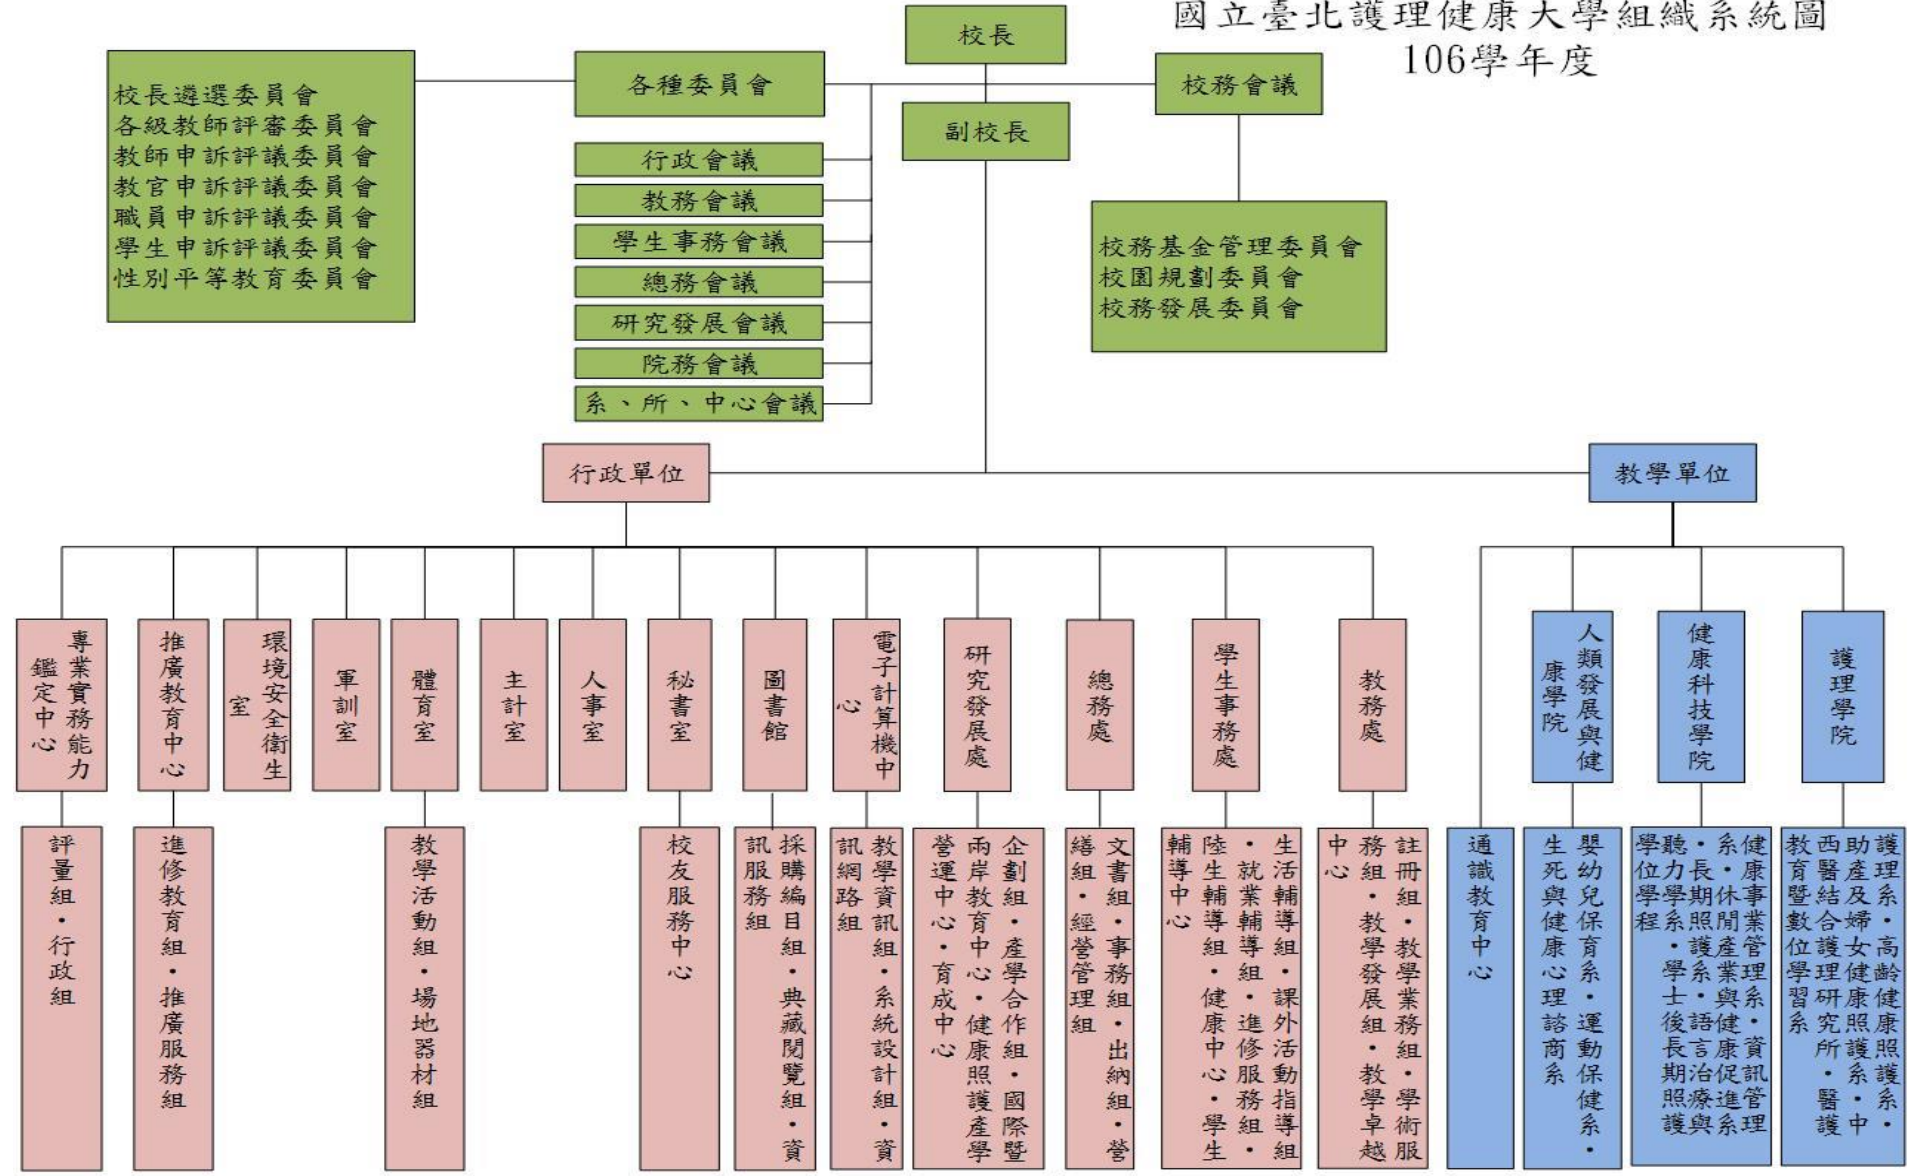 國立臺北護理健康大學組織系統圖
106學年度
校長
副校長
各種委員會
校務會議
校長遴選委員會
各級教師評審委員會
教師申訴評議委員會
教官申訴評議委員會
職員申訴評議委員會
學生申訴評議委員會
性別平等教育委員會
行政會議
教務會議
學生事務會議
總務會議
研究發展會議
院務會議
系、所、中心會議
校務基金管理委員會
校園規劃委員會
校務發展委員會
行政單位
教學單位
專業實務能力
鑑定中心
推廣教育中心
環境安全衛生
室
軍訓室
體育室
主計室
人事室
秘書室
圖書館
電子計算機中
心
研究發展處
總務處
學生事務處
教務處
人類發展與健
康學院
健康科技學院
護理學院
評量組・行政組
進修教育組・推廣服務組
教學活動組・場地器材組
校友服務中心
採購編目組・典藏閱覽組・資
訊服務組
教學資訊組・系統設計組・資
訊網路組
企劃組・產學合作組・國際暨
兩岸教育中心・健康照護產學
營運中心・育成中心
文書組・事務組・出納組・營
繕組・經營管理組
生活輔導組・課外活動指導組
・就業輔導組・進修服務組・
陸生輔導組・健康中心・學生
輔導中心
註冊組・教學業務組・學術服
務組・教學發展組・教學卓越
中心
通識教育中心
嬰幼兒保育系・運動保健系・
生死與健康心理諮商系
健康事業管理系・資訊管理
系・休閒產業與健康促進系
・長期照護系・語言治療與
聽力學系・學士後長期照護
學位學程
護理系・高齡健康照護系・
助產及婦女健康照護系・中
西醫結合護理研究所・醫護
教育暨數位學習系